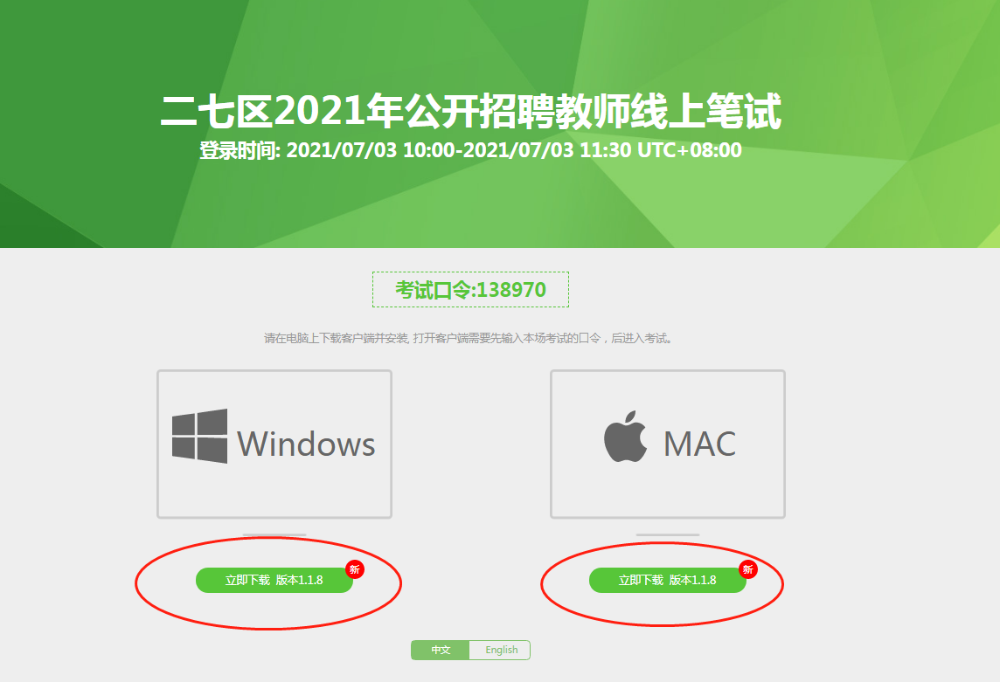 二七区2021年公开招聘教师线上笔试
登录时间: 2021/07/03 10:00-2021/07/03 11:30 UTC+08:00
考试口令:138970
请在电脑上下载客户端并安装, 打开客户端需要先输入本场考试的口令，后进入考试。
Windows
MAC
立即下载 版本1.1.8
新
立即下载 版本1.1.8
新
中文
English